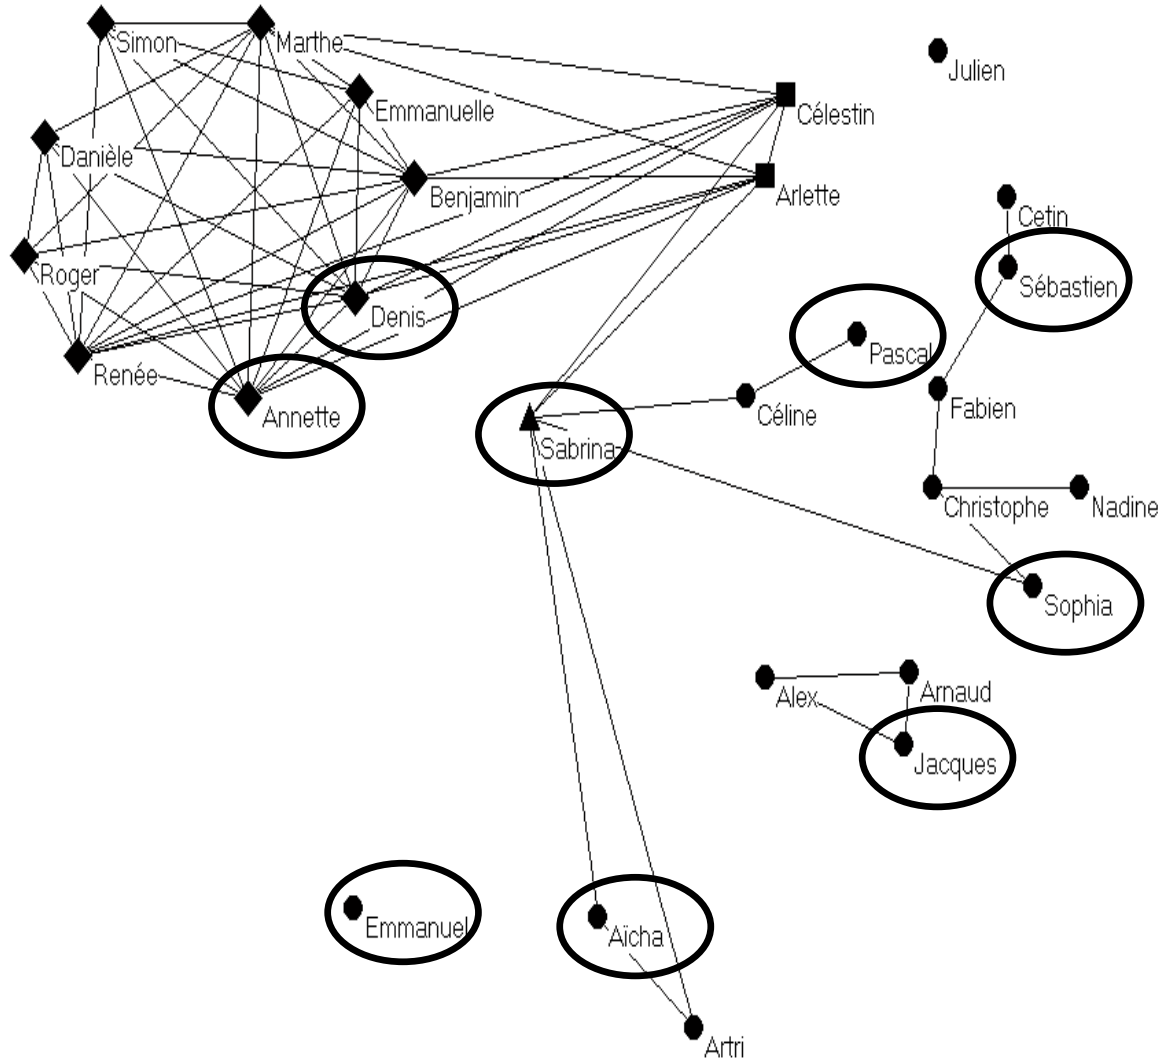 Simon
Marthe
Julien
Emmanuelle
Célestin
Danièle
Benjamin
Arlette
Cetin
Roger
Sébastien
Denis
Pascal
Renée
Annette
Céline
Fabien
Sabrina
Christophe
Nadine
Sophia
Alex
Arnaud
Jacques
Emmanuel
Aïcha
Artri